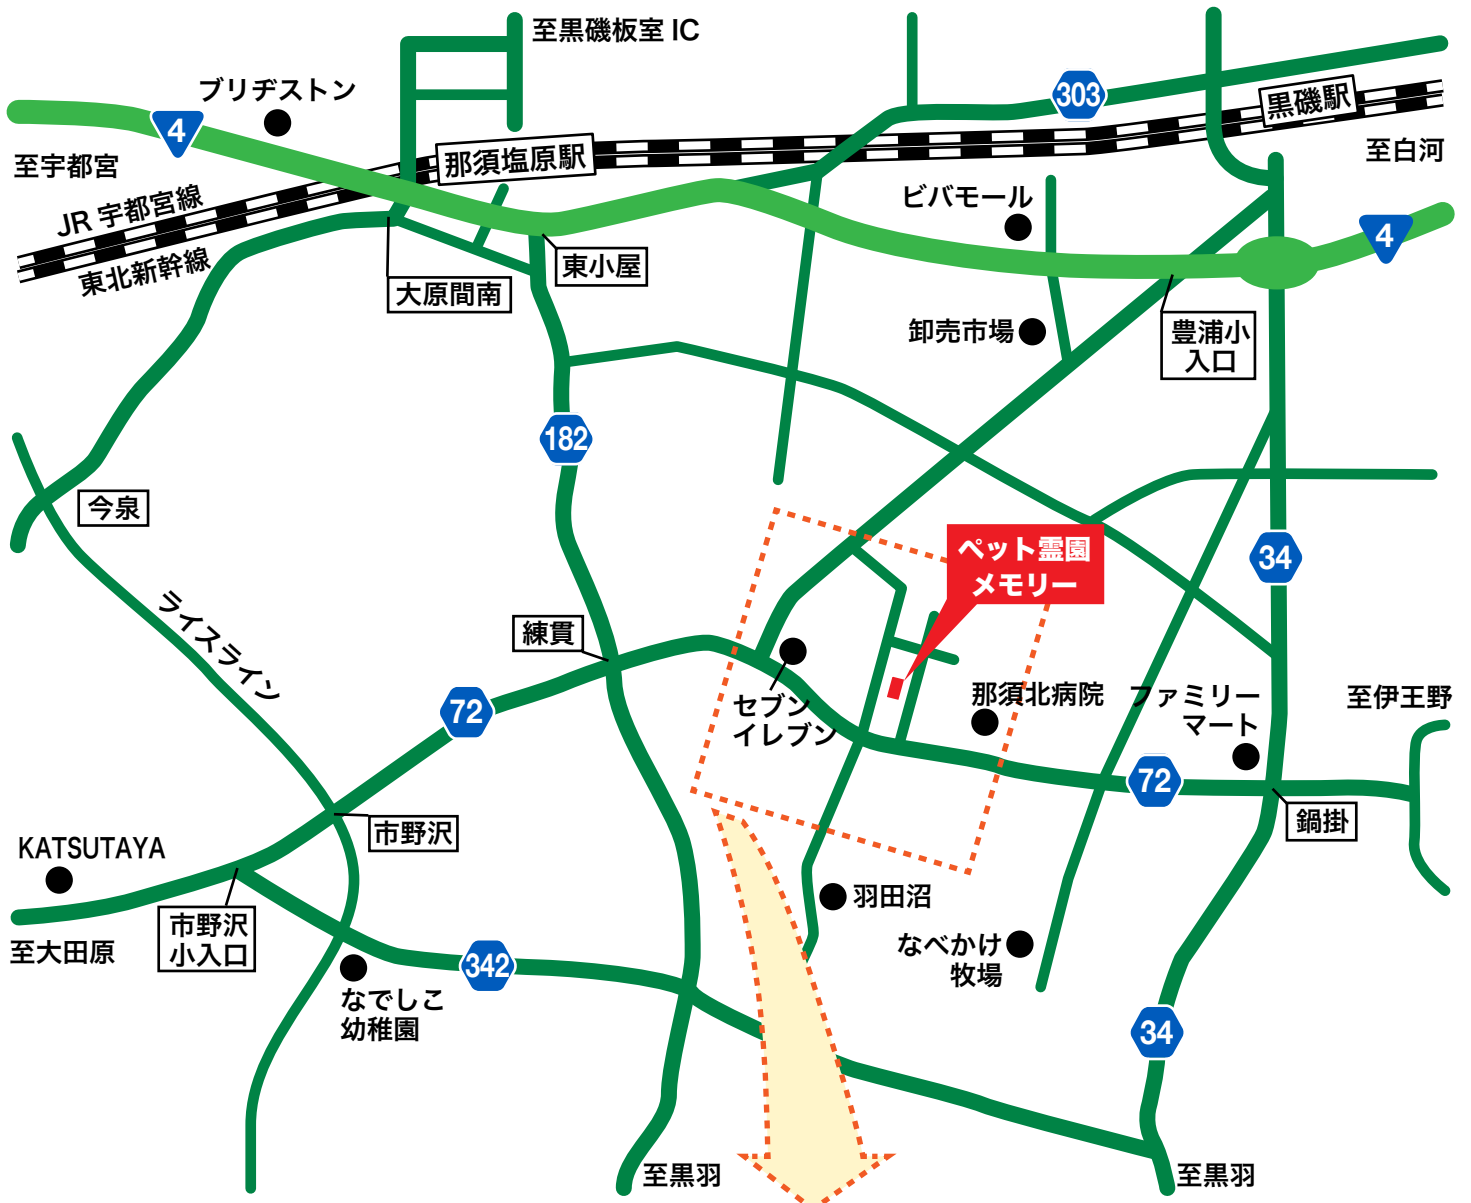 至黒磯板室 IC
ブリヂストン
303
黒磯駅
4
至宇都宮
那須塩原駅
至白河
JR 宇都宮線
東北新幹線
ビバモール
4
東小屋
大原間南
卸売市場
豊浦小
入口
182
今泉
ペット霊園
メモリー
34
ライスライン
練貫
72
セブン
イレブン
那須北病院
ファミリー
マート
至伊王野
72
鍋掛
市野沢
KATSUTAYA
羽田沼
市野沢
小入口
至大田原
342
なべかけ
牧場
なでしこ
幼稚園
34
至黒羽
至黒羽